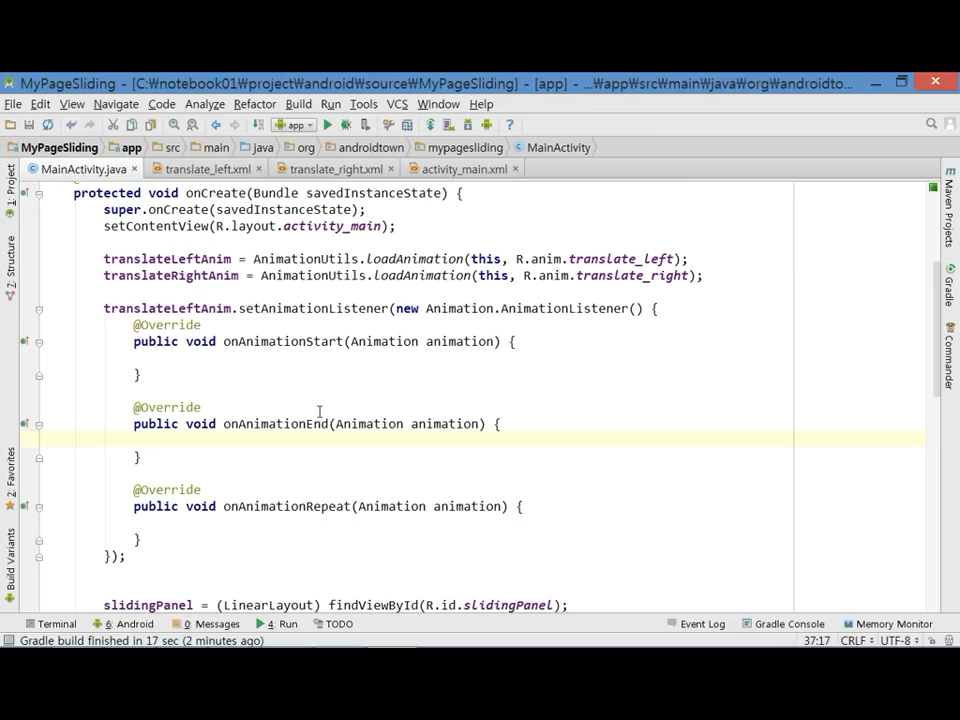 MyPageSliding - [C:₩notebook01₩project₩android₩source₩MyPageSliding] - [app] - ...₩app₩src₩main₩java₩org₩androidto...
File Edit View Navigate Code Analyze Refactor Build Run Tools VCS Window Help
app
MyPageSliding app src main java org androidtown mypagesliding MainActivity
MainActivity.java translate_left.xml translate_right.xml activity_main.xml
1: Project
7: Structure
2: Favorites
Build Variants
protected void onCreate(Bundle savedInstanceState) {
super.onCreate(savedInstanceState);
setContentView(R.layout.activity_main);
translateLeftAnim = AnimationUtils.loadAnimation(this, R.anim.translate_left);
translateRightAnim = AnimationUtils.loadAnimation(this, R.anim.translate_right);
translateLeftAnim.setAnimationListener(new Animation.AnimationListener() {
@Override
public void onAnimationStart(Animation animation) {
}
@Override
public void onAnimationEnd(Animation animation) {
}
@Override
public void onAnimationRepeat(Animation animation) {
}
});
slidingPanel = (LinearLayout) findViewById(R.id.slidingPanel);
Maven Projects
Gradle
Commander
Terminal 6: Android 0: Messages 4: Run TODO Event Log Gradle Console Memory Monitor
Gradle build finished in 17 sec (2 minutes ago) 37:17 CRLF UTF-8